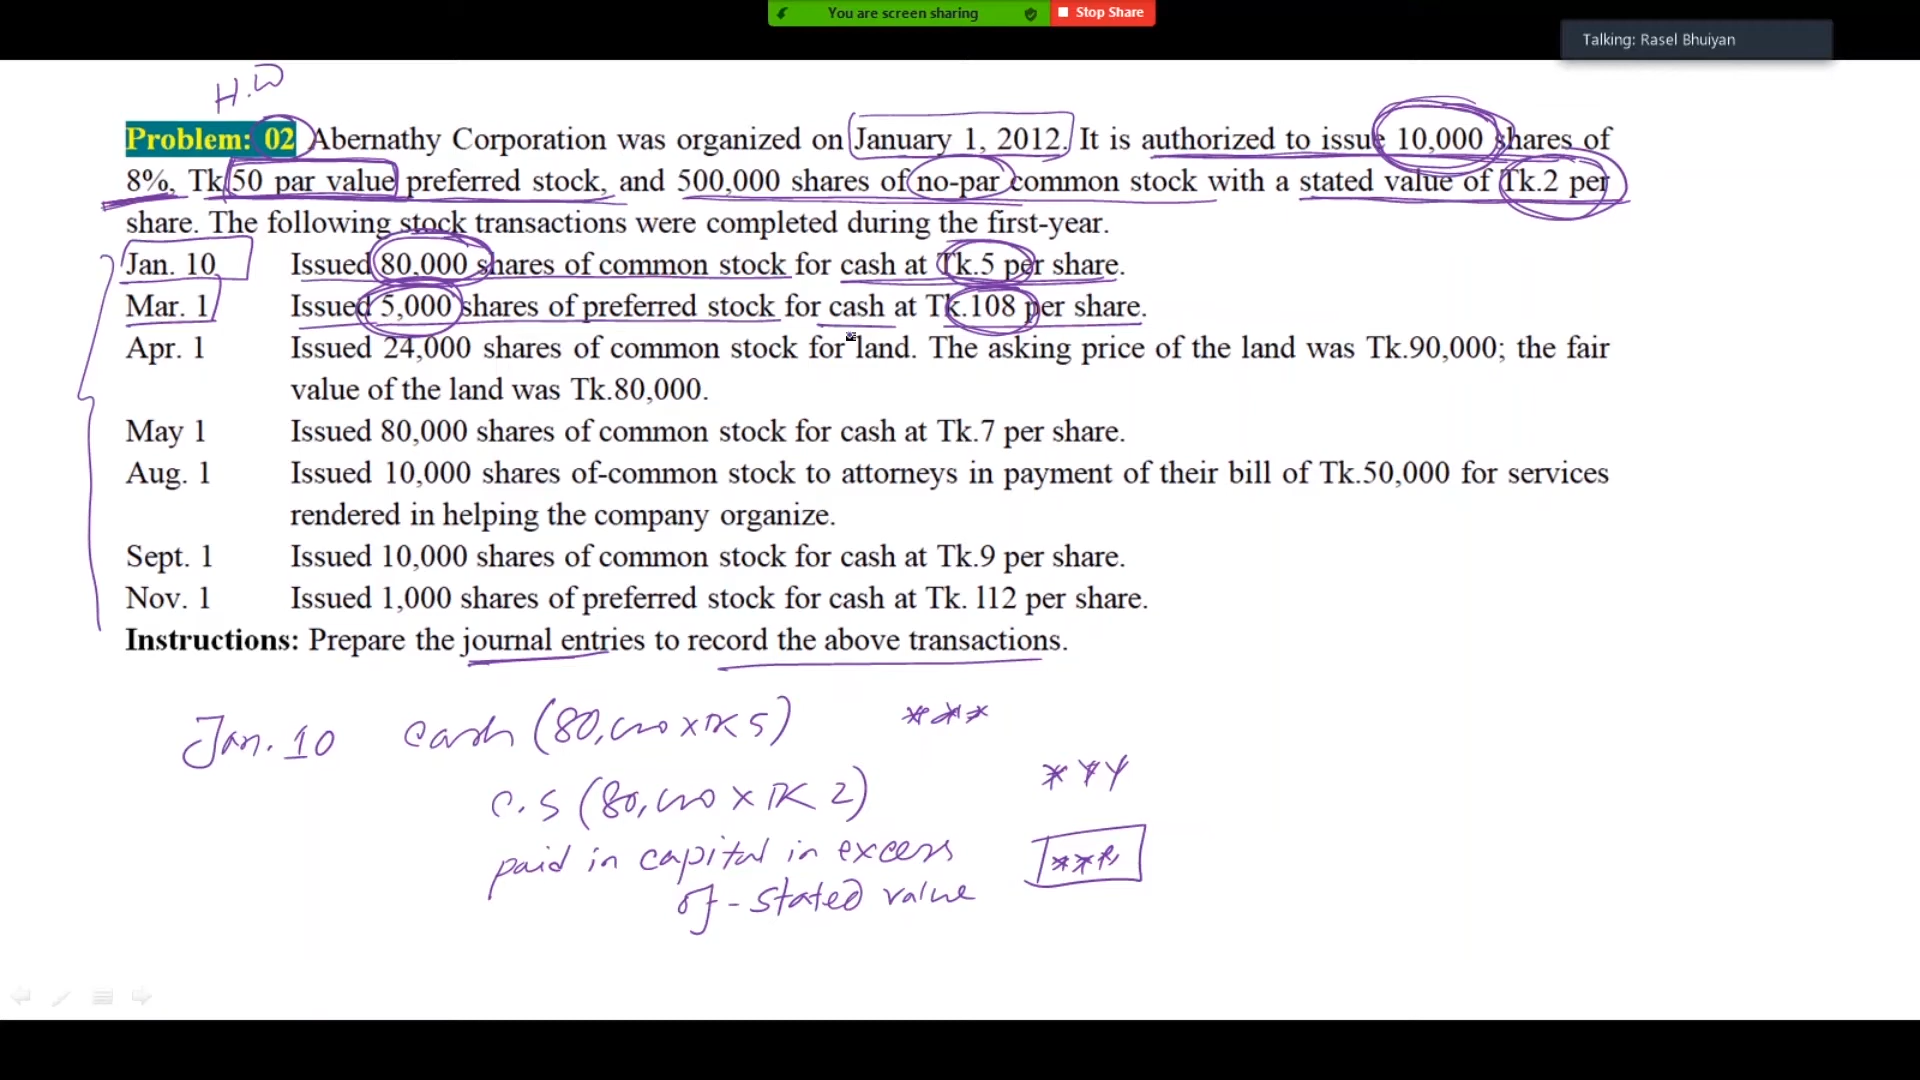 You are screen sharing
Stop Share
Talking: Rasel Bhuiyan
H.W
Problem: 02 Abernathy Corporation was organized on January 1, 2012. It is authorized to issue 10,000 shares of
8%, Tk.50 par value preferred stock, and 500,000 shares of no-par common stock with a stated value of Tk.2 per
share. The following stock transactions were completed during the first-year.
Jan. 10, Issued 80,000 shares of common stock for cash at Tk.5 per share.
Mar. 1 Issued 5,000 shares of preferred stock for cash at Tk.108 per share.
Apr. 1 Issued 24,000 shares of common stock for land. The asking price of the land was Tk.90,000; the fair
value of the land was Tk.80,000.
May 1 Issued 80,000 shares of common stock for cash at Tk.7 per share.
Aug. 1 Issued 10,000 shares of-common stock to attorneys in payment of their bill of Tk.50,000 for services
rendered in helping the company organize.
Sept. 1 Issued 10,000 shares of common stock for cash at Tk.9 per share.
Nov. 1 Issued 1,000 shares of preferred stock for cash at Tk. l12 per share.
Instructions: Prepare the journal entries to record the above transactions.
Jan. 10 cash (80,000 x TK 5) ***
C.S (80,000 x TK 2) ***
paid in capital in excess ***
of - stated value